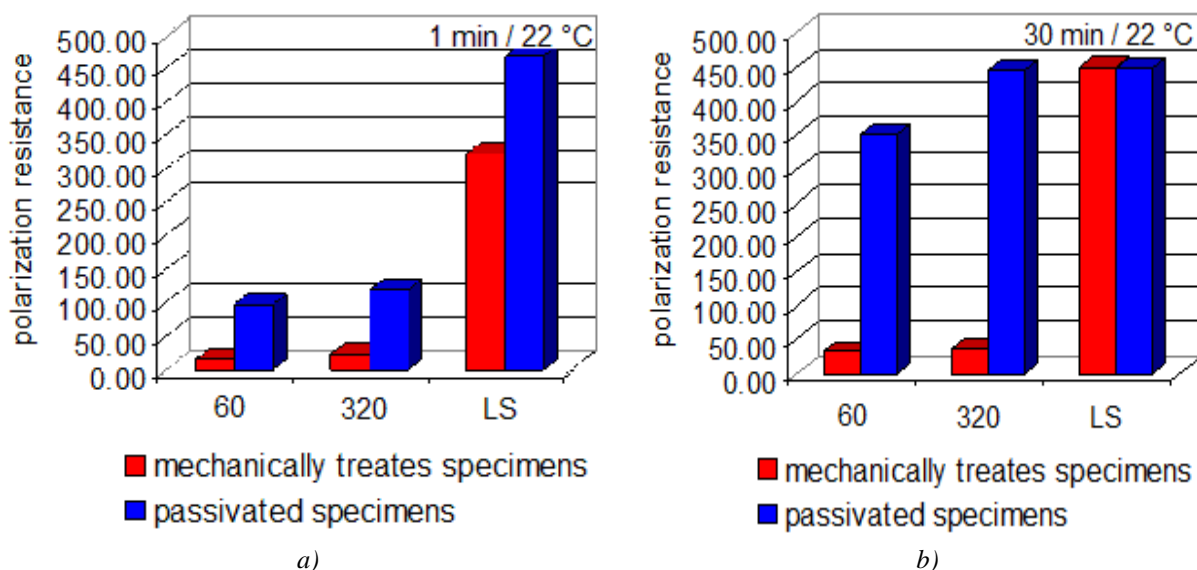 1 min / 22 °C
polarization resistance
500.00
450.00
400.00
350.00
300.00
250.00
200.00
150.00
100.00
50.00
0.00
60 320 LS
mechanically treates specimens
passivated specimens
a)
30 min / 22 °C
polarization resistance
500.00
450.00
400.00
350.00
300.00
250.00
200.00
150.00
100.00
50.00
0.00
60 320 LS
mechanically treates specimens
passivated specimens
b)